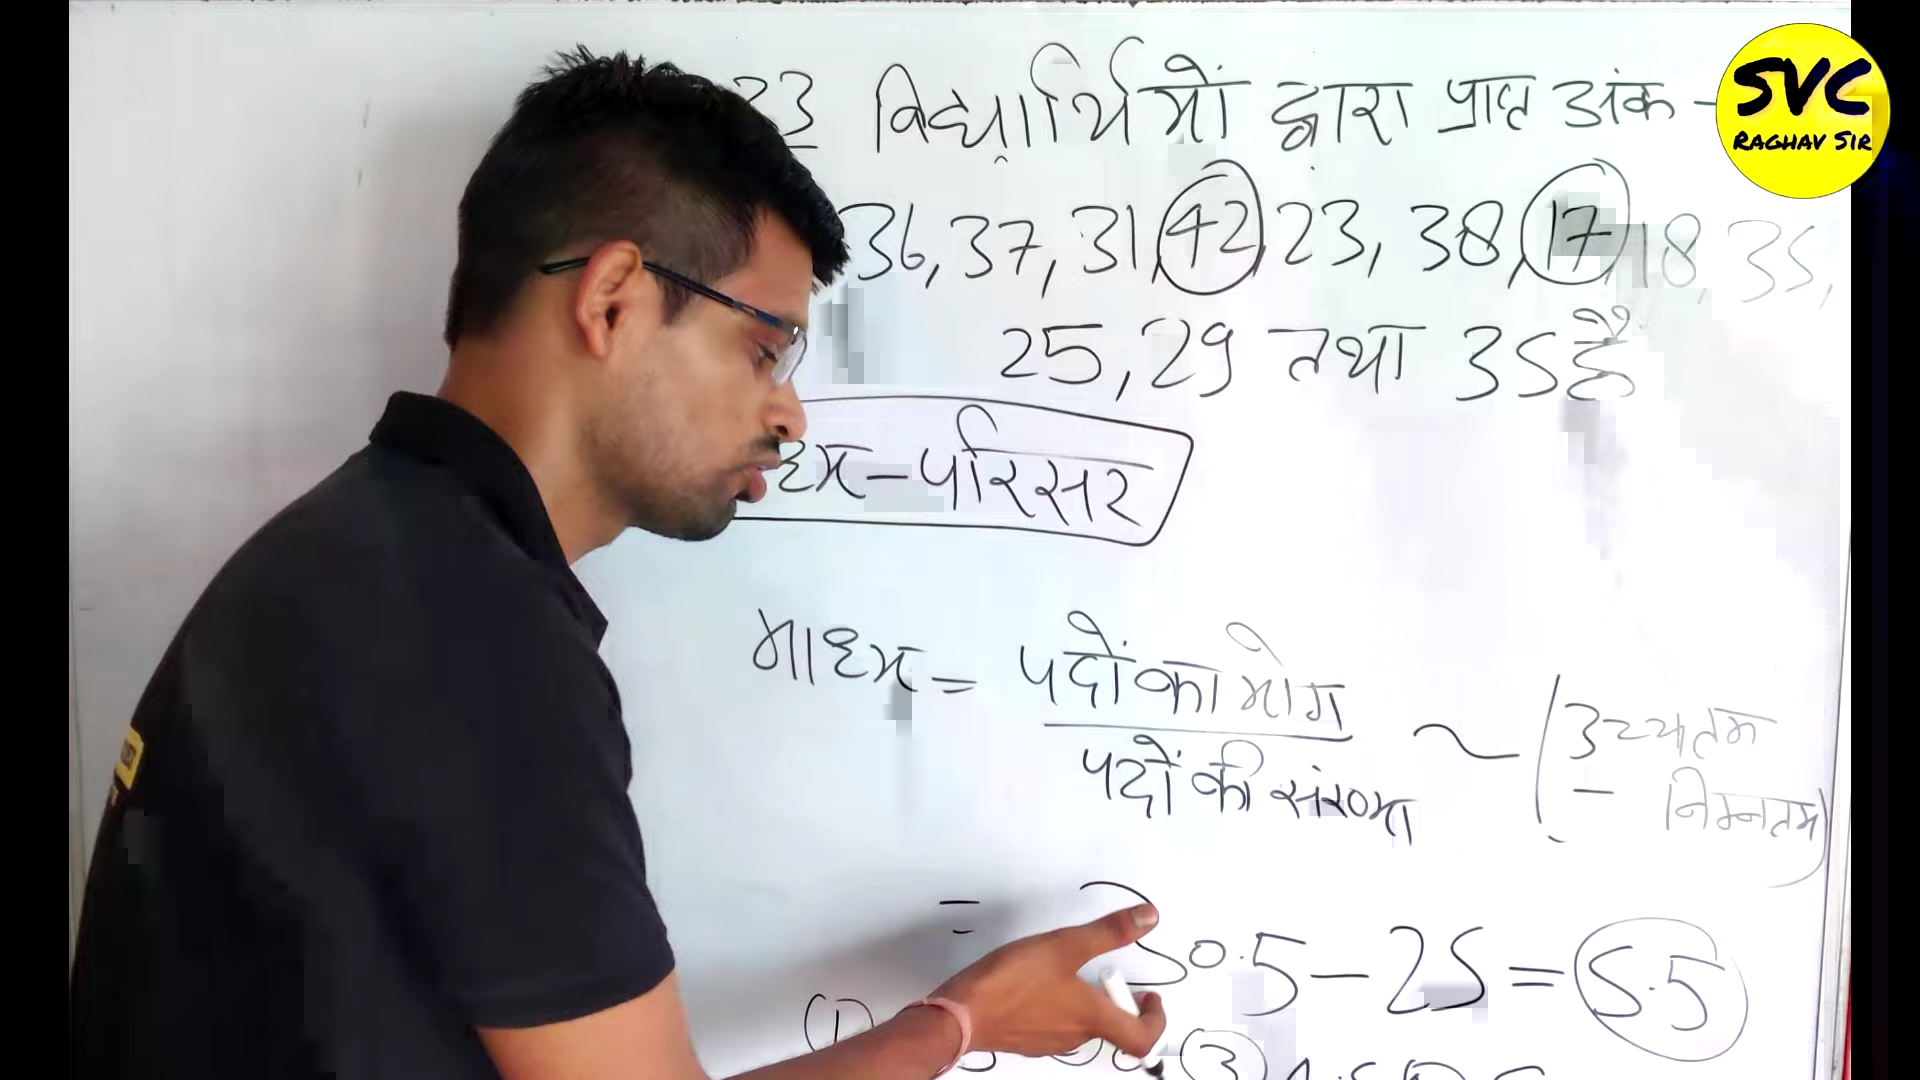 23 विद्यार्थियों द्वारा प्राप्त अंक -
SVC
RAGHAV SIR
36, 37, 31, 42, 23, 38, 17, 18, 35,
25, 29 तथा 35 है
ध्य - परिसर
माध्य = पदों का योग / पदों की संख्या ~ (उच्चतम - निम्नतम)
= 30.5 - 25 = 5.5